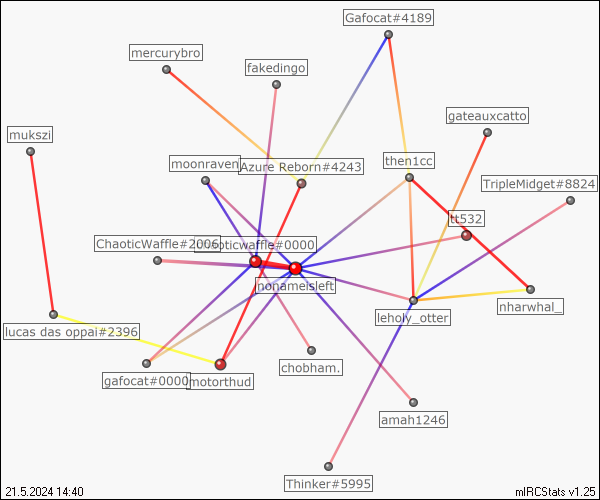 Gafocat#4189
mercurybro
fakedingo
gateauxcatto
mukszi
then1cc
moonraven
Azure Reborn#4243
TripleMidget#8824
tt532
ChaoticWaffle#2006
chaoticwaffle#0000
nonameisleft
nharwhal_
leholy_otter
lucas das oppai#2396
chobham.
gafocat#0000
motorthud
amah1246
Thinker#5995
21.5.2024 14:40
mIRCStats v1.25